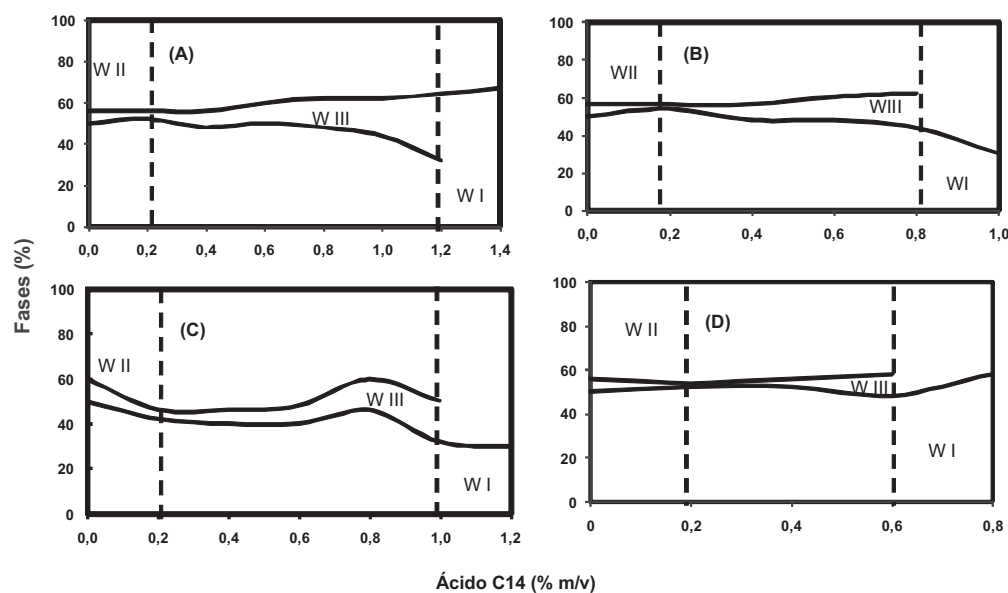 Fases (%)
100
80
60
40
20
0
W II
(A)
W III
W I
0,0 0,2 0,4 0,6 0,8 1,0 1,2 1,4
100
80
60
40
20
0
WII
(B)
WIII
WI
0,0 0,2 0,4 0,6 0,8 1,0
100
80
60
40
20
0
(C)
W II
W III
W I
0,0 0,2 0,4 0,6 0,8 1,0 1,2
100
80
60
40
20
0
W II
(D)
W III
W I
0 0,2 0,4 0,6 0,8
Ácido C14 (% m/v)